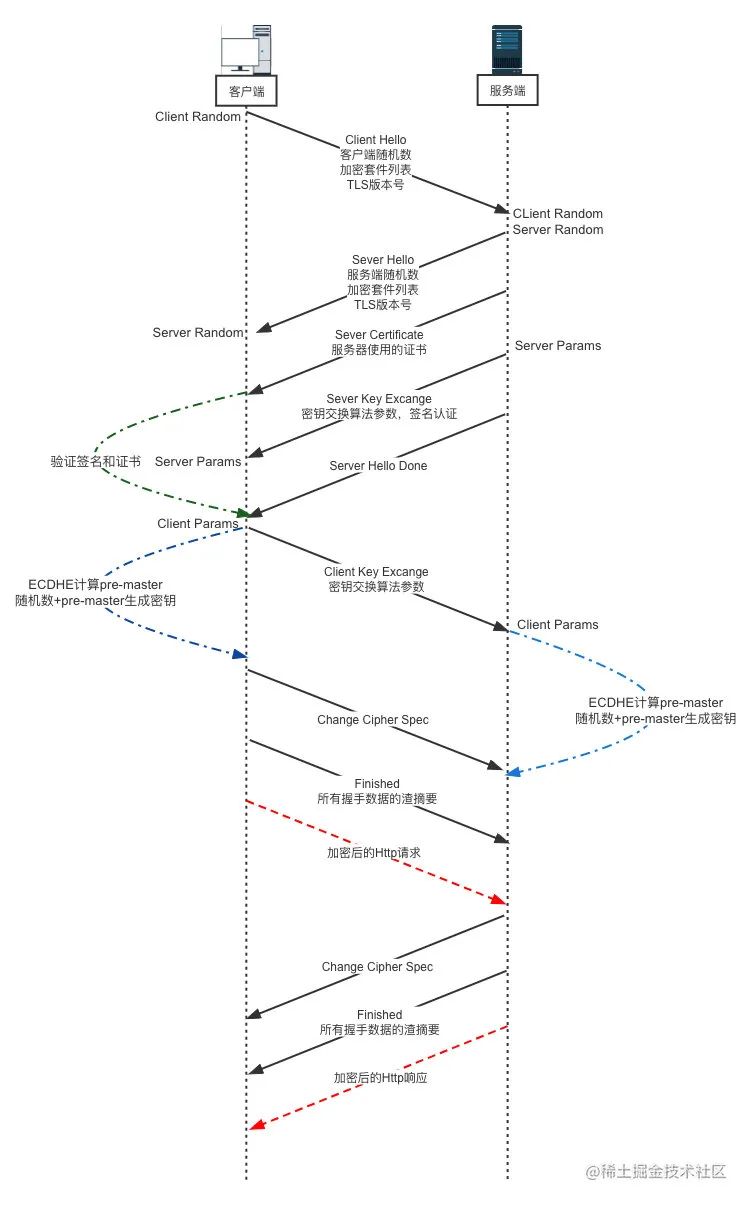 客户端
服务端
Client Random
Client Hello
客户端随机数
加密套件列表
TLS版本号
CLient Random
Server Random
Sever Hello
服务端随机数
加密套件列表
TLS版本号
Server Random
Sever Certificate
服务器使用的证书
Server Params
Sever Key Excange
密钥交换算法参数，签名认证
验证签名和证书
Server Params
Server Hello Done
Client Params
Client Key Excange
密钥交换算法参数
ECDHE计算pre-master
随机数+pre-master生成密钥
Client Params
ECDHE计算pre-master
随机数+pre-master生成密钥
Change Cipher Spec
Finished
所有握手数据的渣摘要
加密后的Http请求
Change Cipher Spec
Finished
所有握手数据的渣摘要
加密后的Http响应
@稀土掘金技术社区